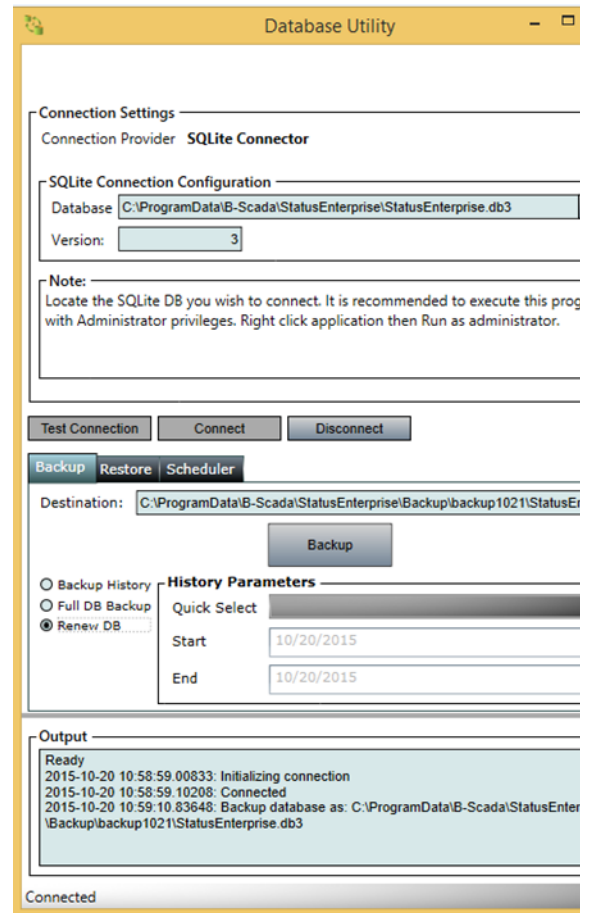 Database Utility
Connection Settings
Connection Provider SQLite Connector
SQLite Connection Configuration
Database C:\ProgramData\B-Scada\StatusEnterprise\StatusEnterprise.db3
Version: 3
Note:
Locate the SQLite DB you wish to connect. It is recommended to execute this prog
with Administrator privileges. Right click application then Run as administrator.
Test Connection Connect Disconnect
Backup Restore Scheduler
Destination: C:\ProgramData\B-Scada\StatusEnterprise\Backup\backup1021\StatusEn
Backup
Backup History History Parameters
Full DB Backup Quick Select
Renew DB
Start 10/20/2015
End 10/20/2015
Output
Ready
2015-10-20 10:58:59.00833: Initializing connection
2015-10-20 10:58:59.10208: Connected
2015-10-20 10:59:10.83648: Backup database as: C:\ProgramData\B-Scada\StatusEnter
\Backup\backup1021\StatusEnterprise.db3
Connected